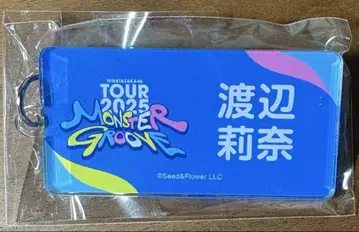 HINATAZAKA46
TOUR
2025
MONSTER
GROOVE
渡辺
莉奈
©Seed&Flower LLC